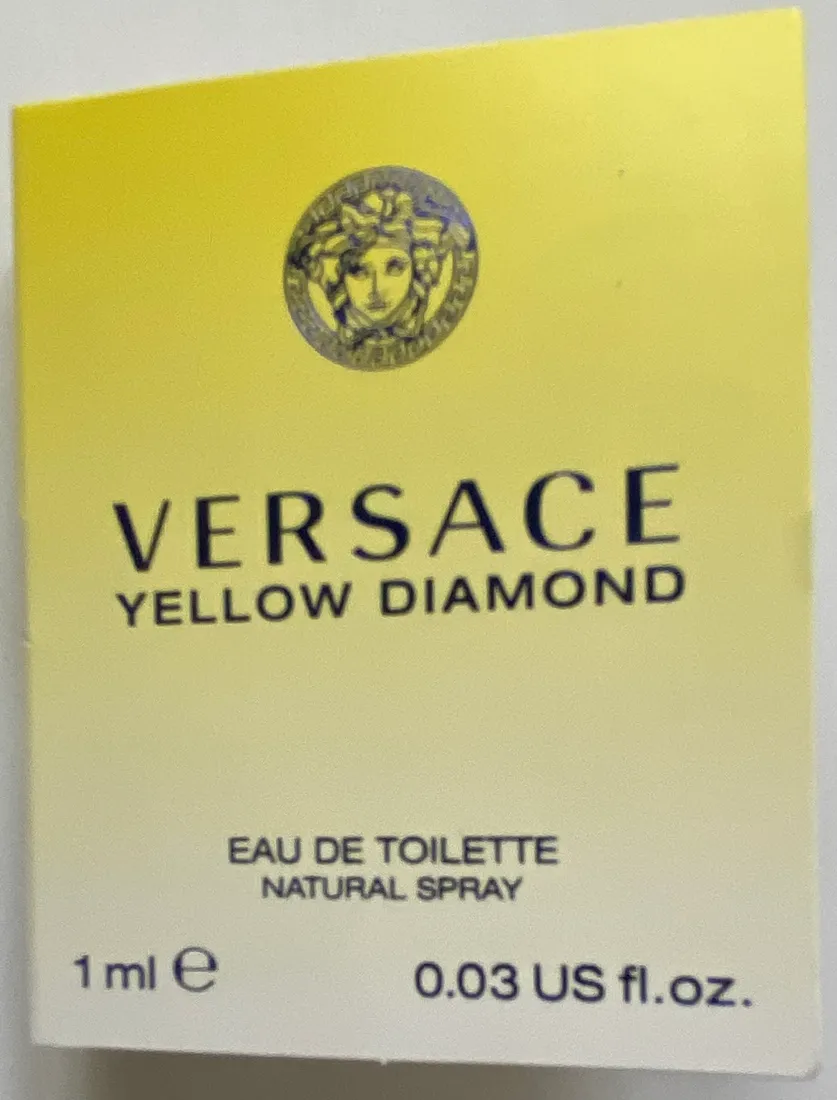 VERSACE
YELLOW DIAMOND
EAU DE TOILETTE
NATURAL SPRAY
1 ml ℮ 0.03 US fl.oz.